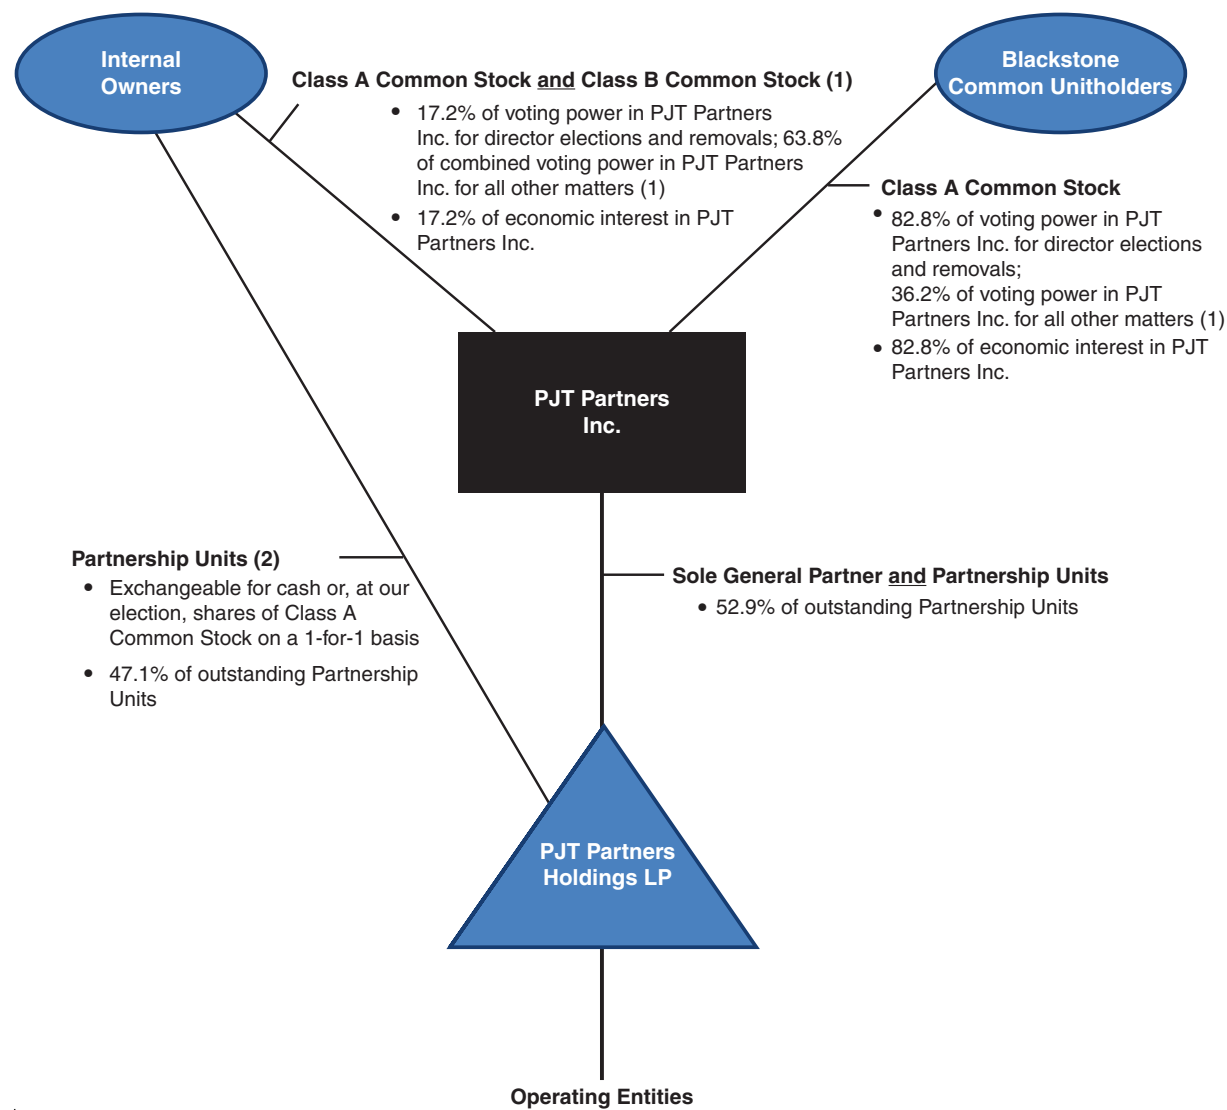 Internal
Owners
Blackstone
Common Unitholders
Class A Common Stock and Class B Common Stock (1)
• 17.2% of voting power in PJT Partners
Inc. for director elections and removals; 63.8%
of combined voting power in PJT Partners
Inc. for all other matters (1)
• 17.2% of economic interest in PJT
Partners Inc.
Class A Common Stock
• 82.8% of voting power in PJT
Partners Inc. for director elections
and removals;
36.2% of voting power in PJT
Partners Inc. for all other matters (1)
• 82.8% of economic interest in PJT
Partners Inc.
PJT Partners
Inc.
Partnership Units (2)
• Exchangeable for cash or, at our
election, shares of Class A
Common Stock on a 1-for-1 basis
• 47.1% of outstanding Partnership
Units
Sole General Partner and Partnership Units
• 52.9% of outstanding Partnership Units
PJT Partners
Holdings LP
Operating Entities